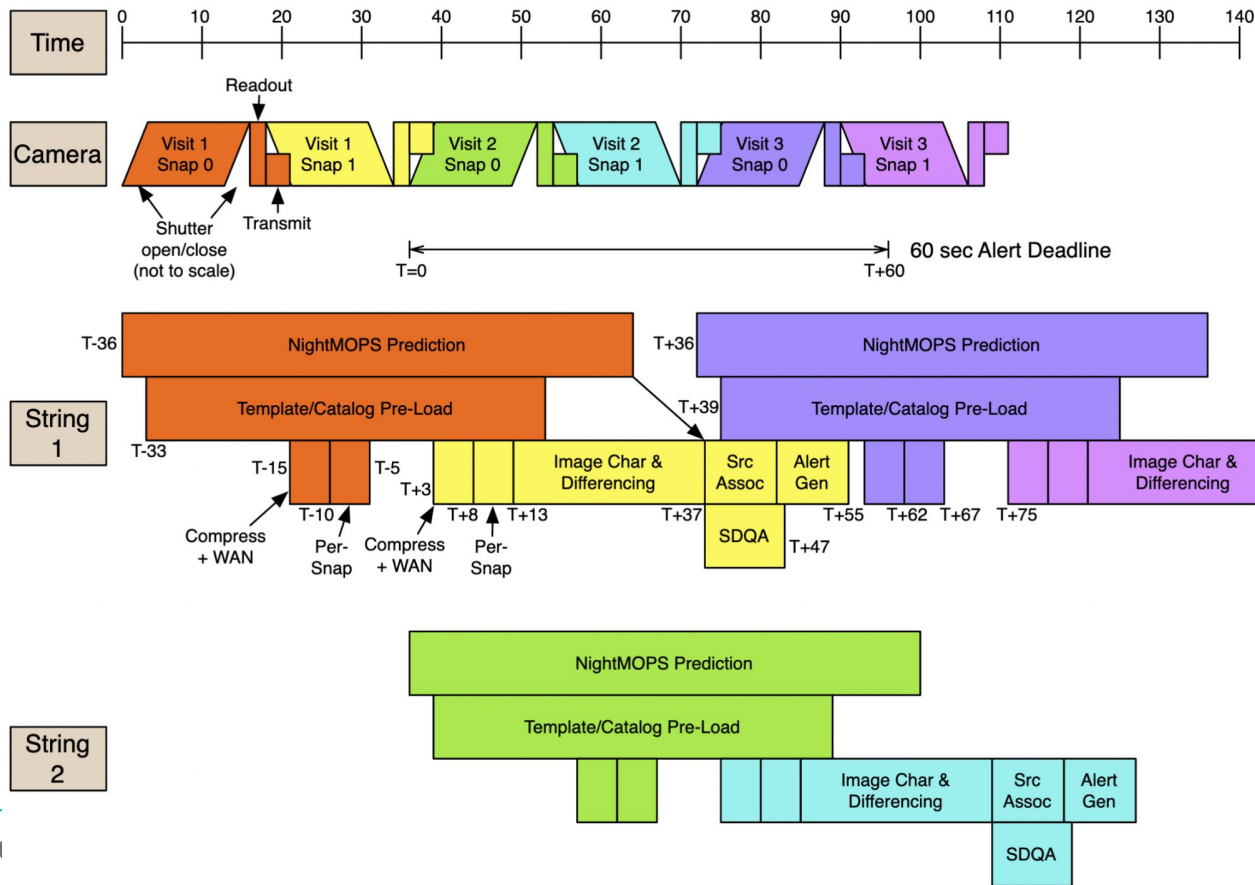 Time
0 10 20 30 40 50 60 70 80 90 100 110 120 130 140
Readout
Camera
Visit 1
Snap 0
Visit 1
Snap 1
Visit 2
Snap 0
Visit 2
Snap 1
Visit 3
Snap 0
Visit 3
Snap 1
Shutter
open/close
(not to scale)
Transmit
60 sec Alert Deadline
T=0
T+60
T-36
NightMOPS Prediction
T+36
NightMOPS Prediction
Template/Catalog Pre-Load
T+39
Template/Catalog Pre-Load
String
1
T-33
T-15
T-5
T+3
Image Char &
Differencing
Src
Assoc
Alert
Gen
Image Char &
Differencing
T-10
T+8
T+13
T+37
T+55
T+62
T+67
T+75
Compress
+ WAN
Per-
Snap
Compress
+ WAN
Per-
Snap
SDQA
T+47
NightMOPS Prediction
Template/Catalog Pre-Load
String
2
Image Char &
Differencing
Src
Assoc
Alert
Gen
SDQA